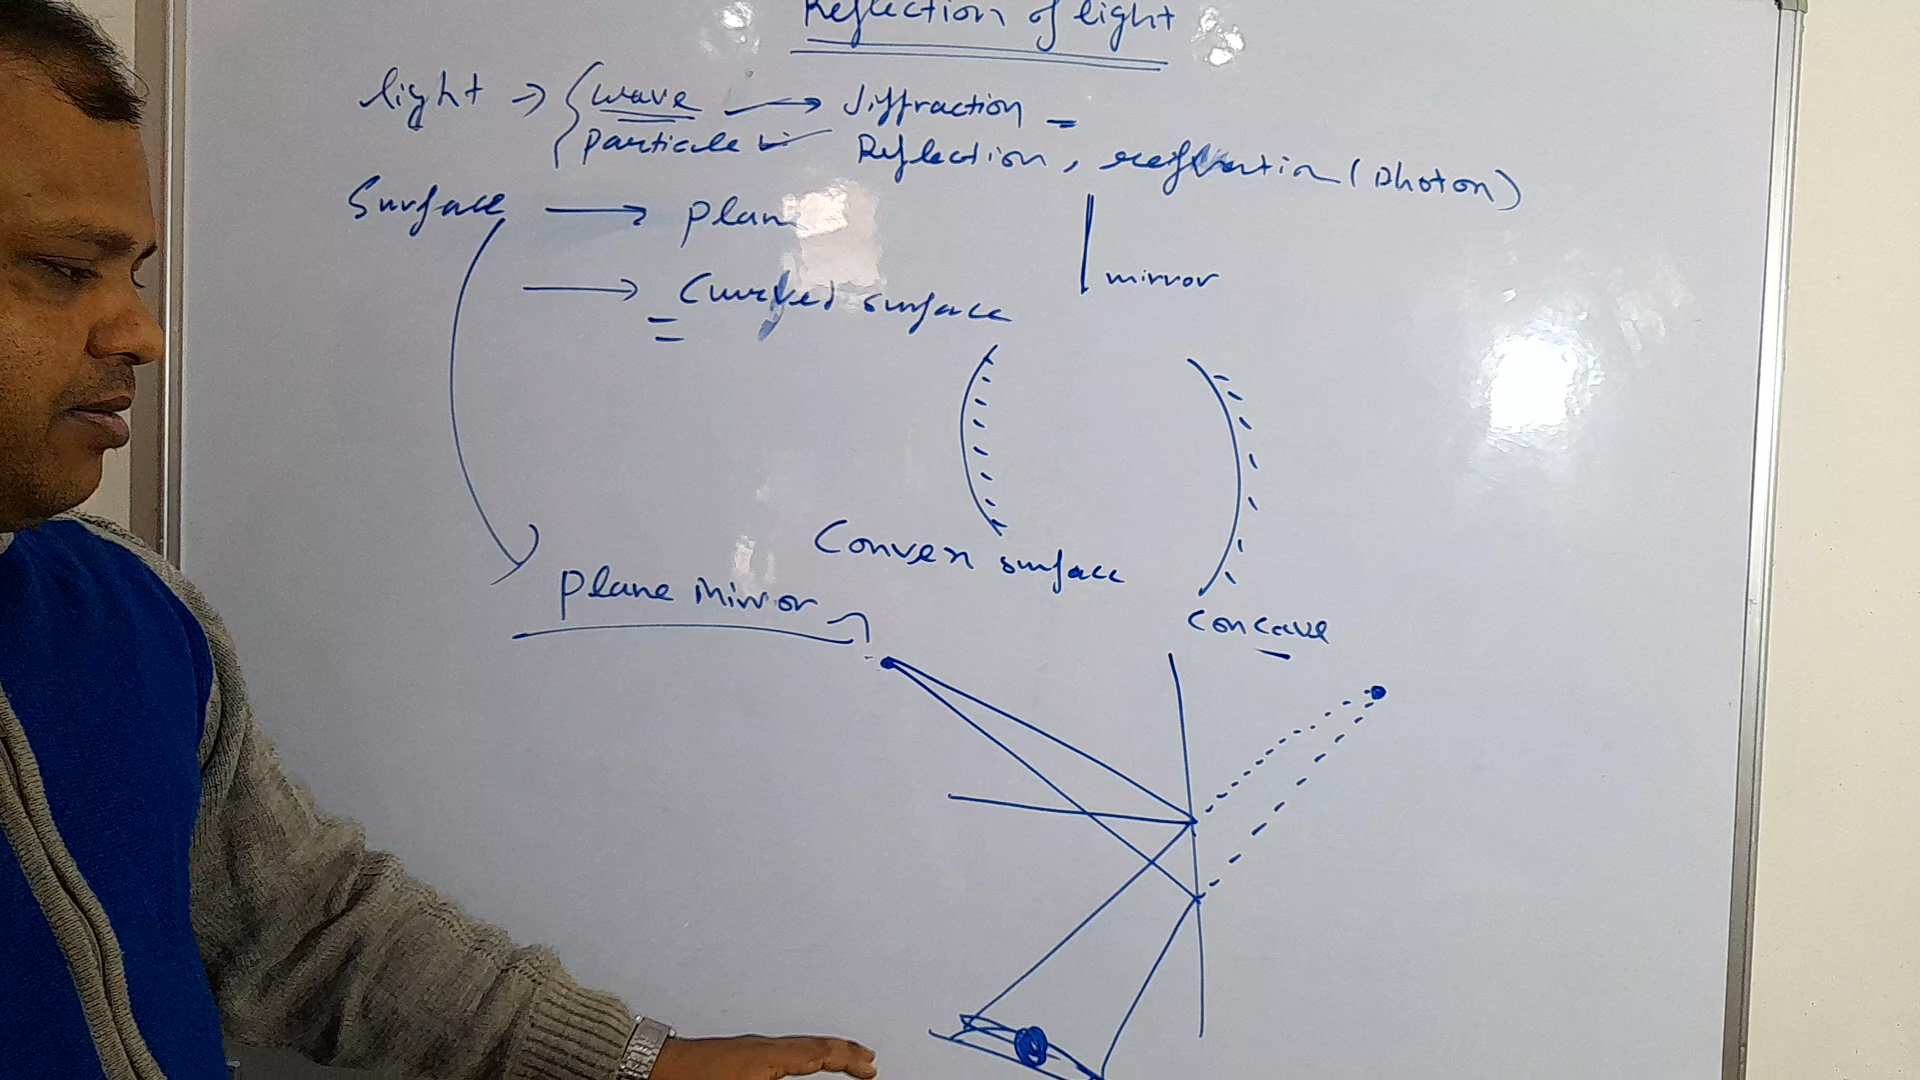 Reflection of light
light → { wave → diffraction
particle Reflection, (photon)
Surface → plane
mirror
→ Curved surface
Convex surface
plane mirror
Concave